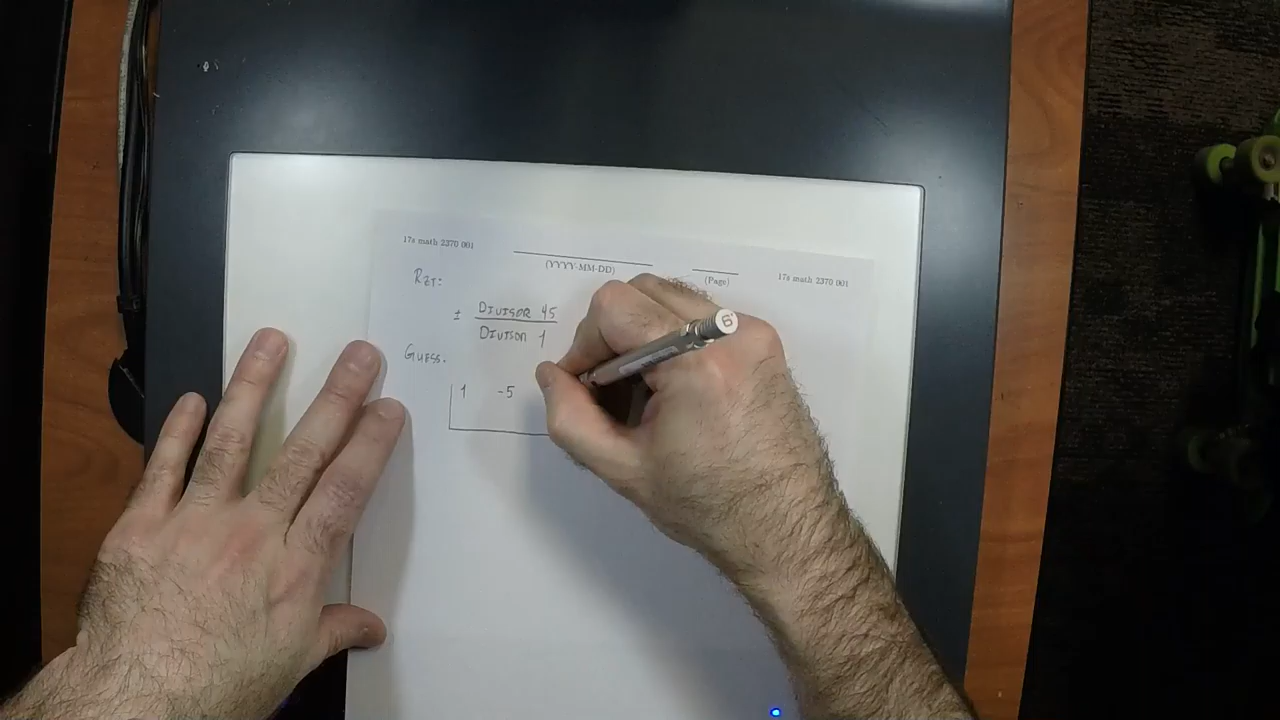 17s math 2370 001
(YYYY-MM-DD)
(Page)
17s math 2370 001
RZT:
± DIVISOR 45
DIVISOR 1
GUESS.
1 -5